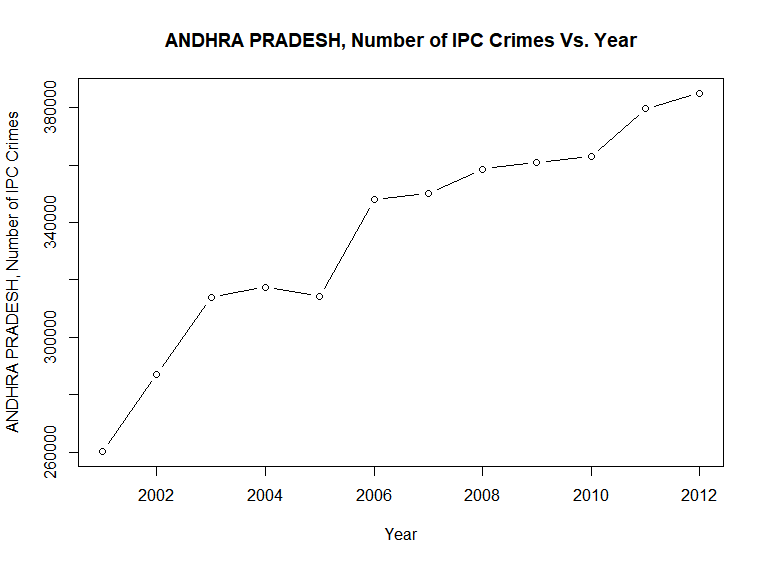 ANDHRA PRADESH, Number of IPC Crimes Vs. Year
ANDHRA PRADESH, Number of IPC Crimes
380000
340000
300000
260000
2002 2004 2006 2008 2010 2012
Year